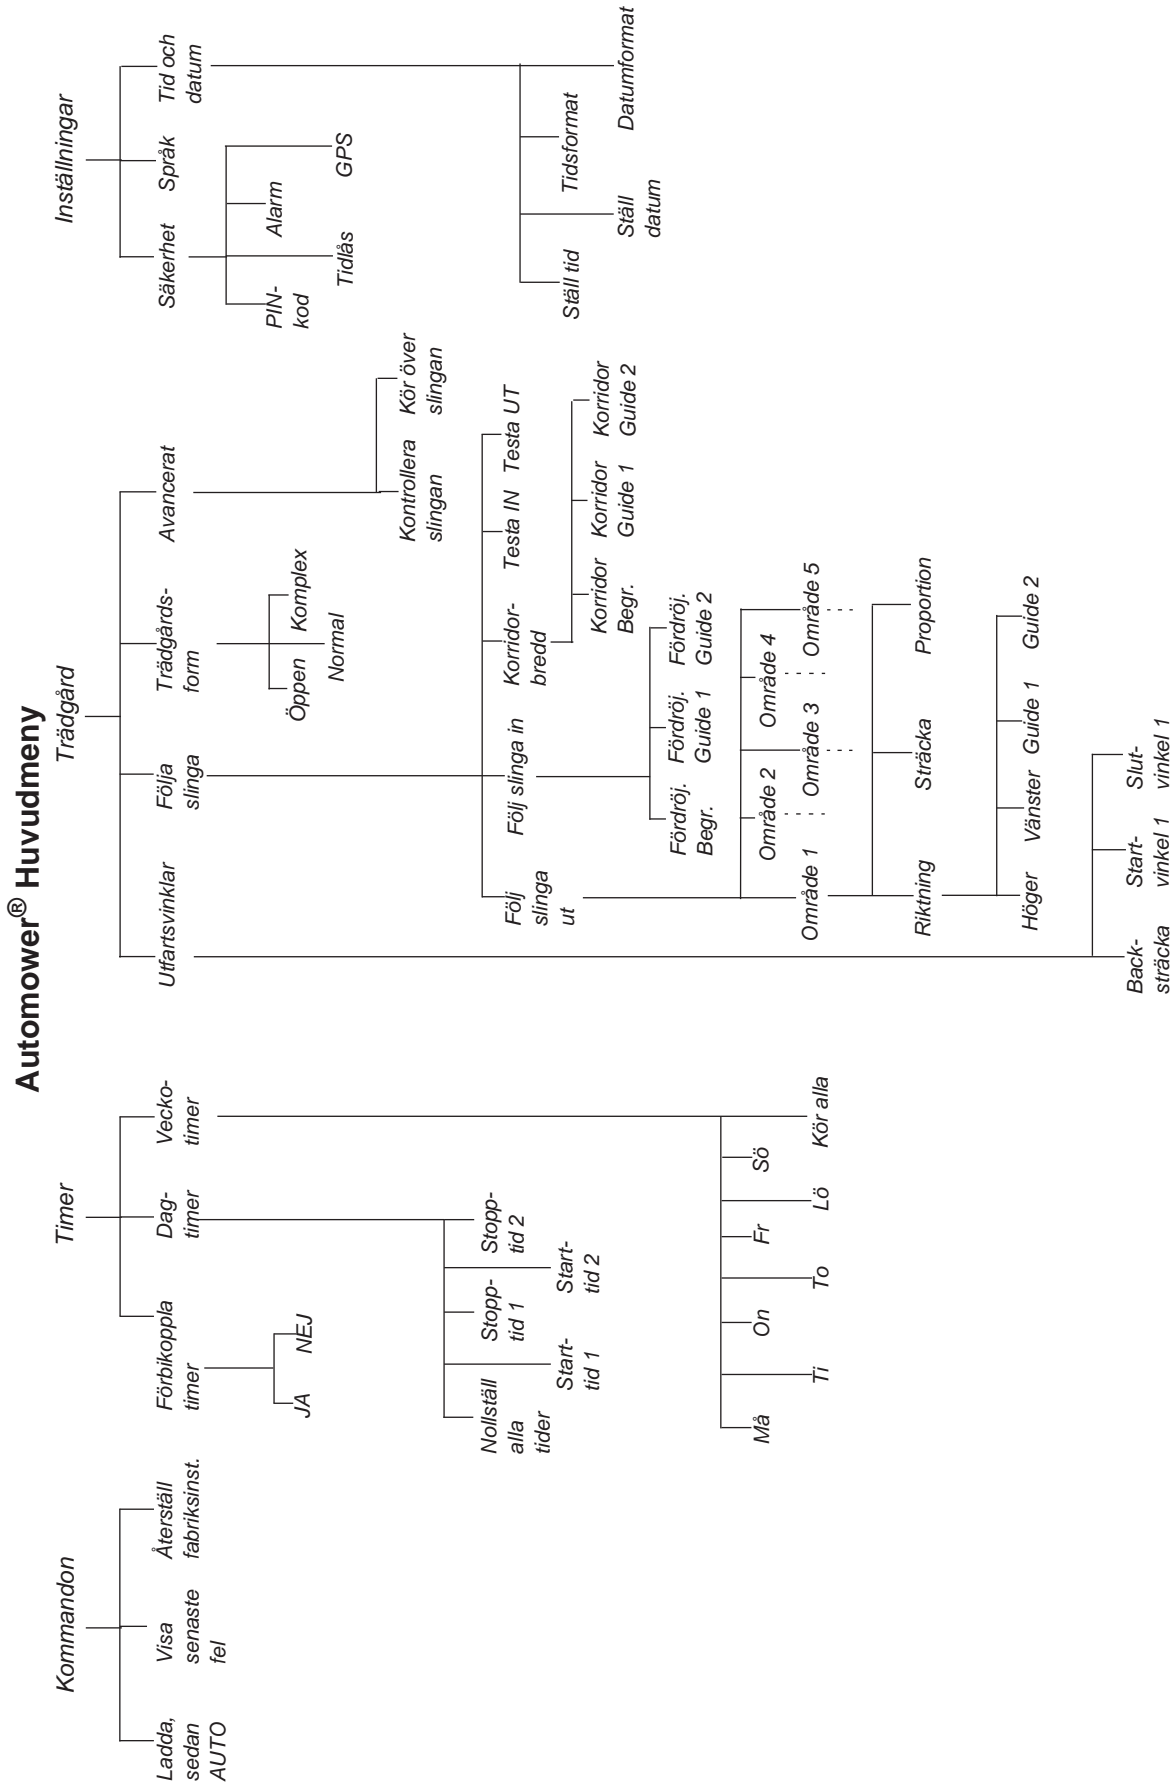 Automower® Huvudmeny
Kommandon
Ladda,
sedan
AUTO
Visa
senaste
fel
Återställ
fabriksinst.
Timer
Förbikoppla
timer
JA
NEJ
Dag-
timer
Nollställ
alla
tider
Start-
tid 1
Stopp-
tid 1
Start-
tid 2
Stopp-
tid 2
Vecko-
timer
Må
Ti
On
To
Fr
Lö
Sö
Kör alla
Trädgård
Utfartsvinklar
Back-
sträcka
Start-
vinkel 1
Slut-
vinkel 1
Följa
slinga
Följ
slinga
ut
Område 1
Område 2
Område 3
Område 4
Område 5
Riktning
Sträcka
Proportion
Höger
Vänster
Guide 1
Guide 2
Följ slinga in
Fördröj.
Begr.
Fördröj.
Guide 1
Fördröj.
Guide 2
Korridor-
bredd
Korridor
Begr.
Korridor
Guide 1
Korridor
Guide 2
Testa IN
Testa UT
Trädgårds-
form
Öppen
Normal
Komplex
Avancerat
Kontrollera
slingan
Kör över
slingan
Inställningar
Säkerhet
PIN-
kod
Tidlås
Alarm
GPS
Språk
Tid och
datum
Ställ tid
Ställ
datum
Tidsformat
Datumformat